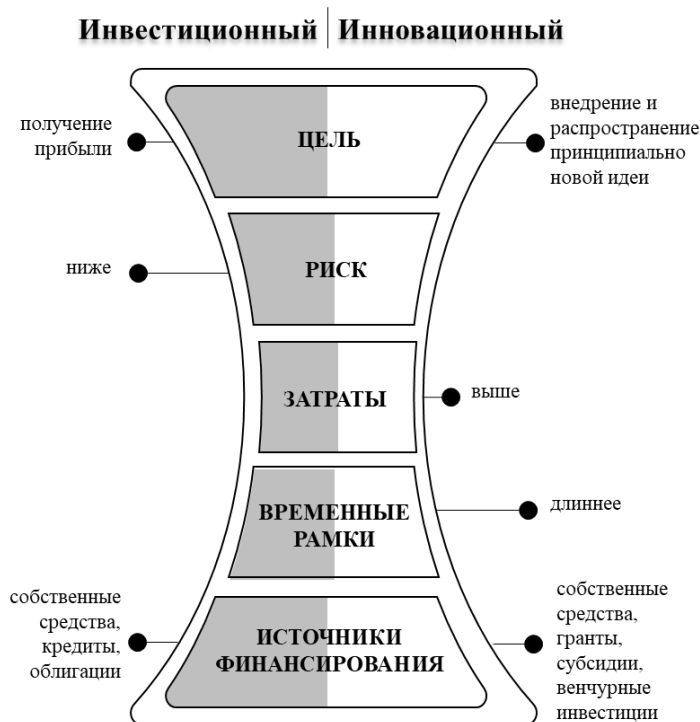 Инвестиционный | Инновационный
получение
прибыли
ЦЕЛЬ
внедрение и
распространение
принципиально
новой идеи
ниже
РИСК
ЗАТРАТЫ
выше
ВРЕМЕННЫЕ
РАМКИ
длиннее
собственные
средства,
кредиты,
облигации
ИСТОЧНИКИ
ФИНАНСИРОВАНИЯ
собственные
средства,
гранты,
субсидии,
венчурные
инвестиции